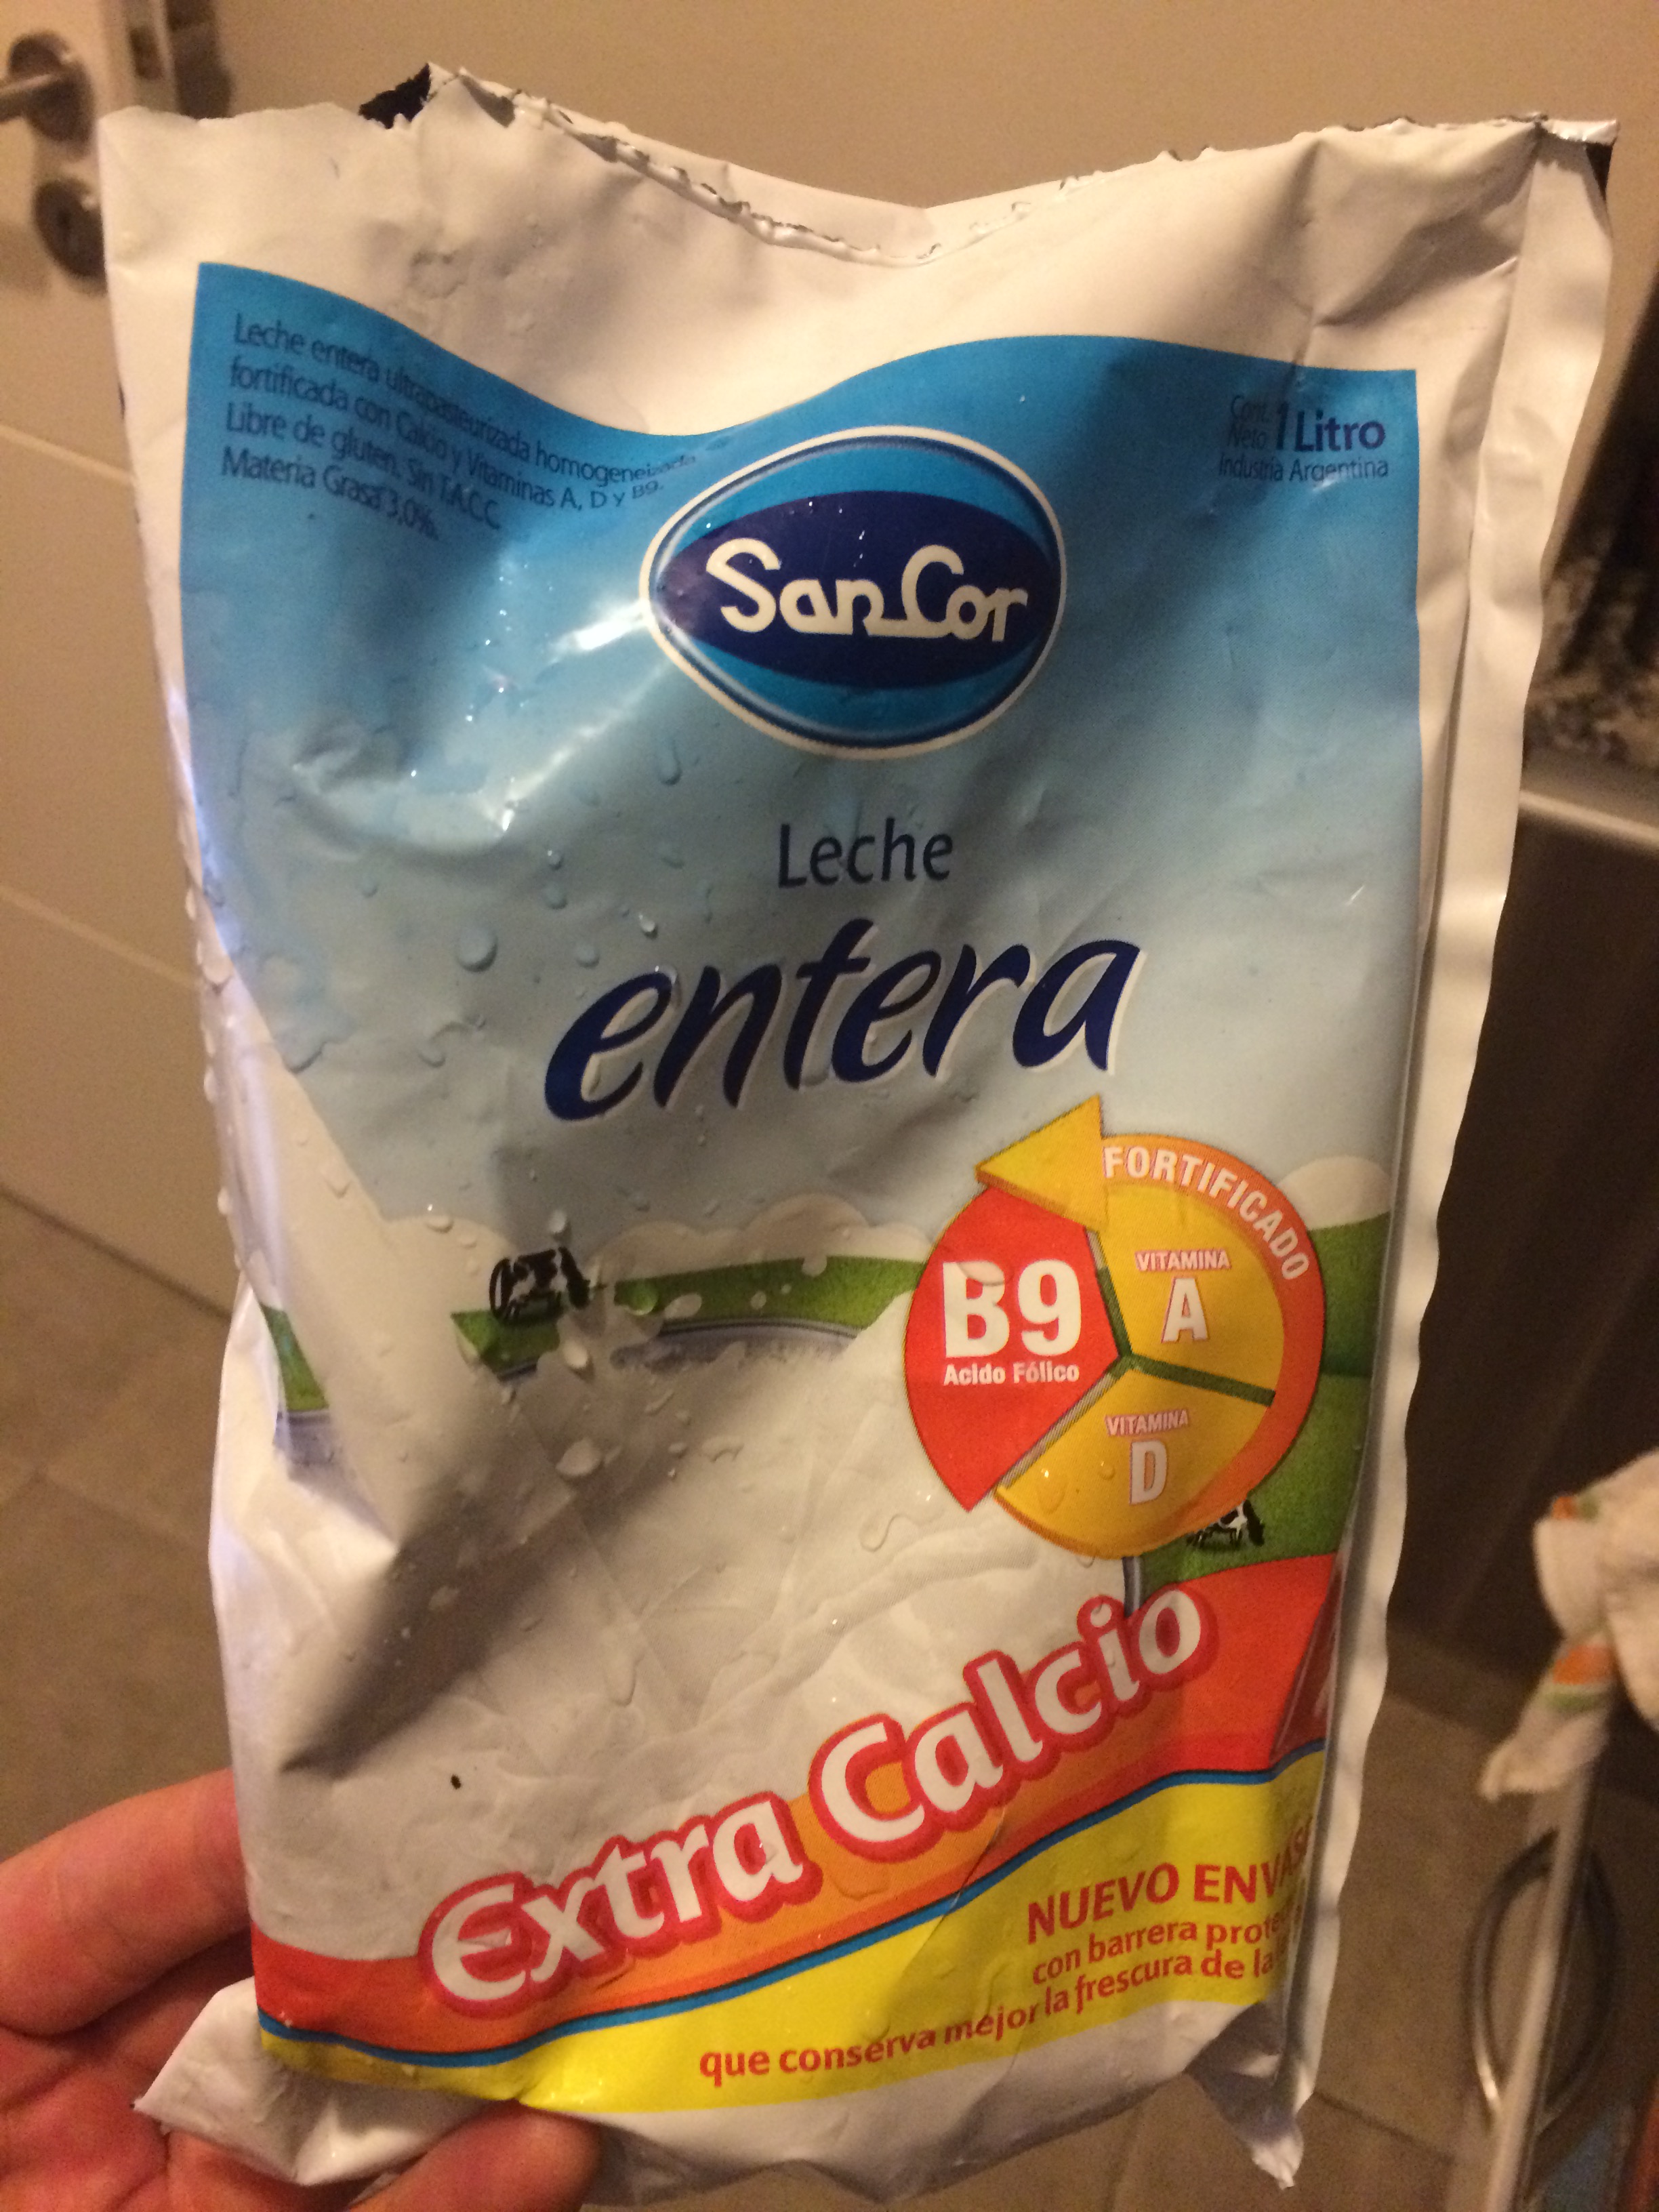 Leche entera ultrapasteurizada homogeneizada
fortificada con Calcio y Vitaminas A, D y B9.
Libre de gluten. Sin T.A.C.C.
Materia Grasa 3,0%.
Cont.
Neto 1 Litro
Industria Argentina
SanCor
Leche
entera
FORTIFICADO
B9
Acido Fólico
VITAMINA
A
VITAMINA
D
Extra Calcio
NUEVO ENVASE
con barrera
que conserva mejor la frescura de la